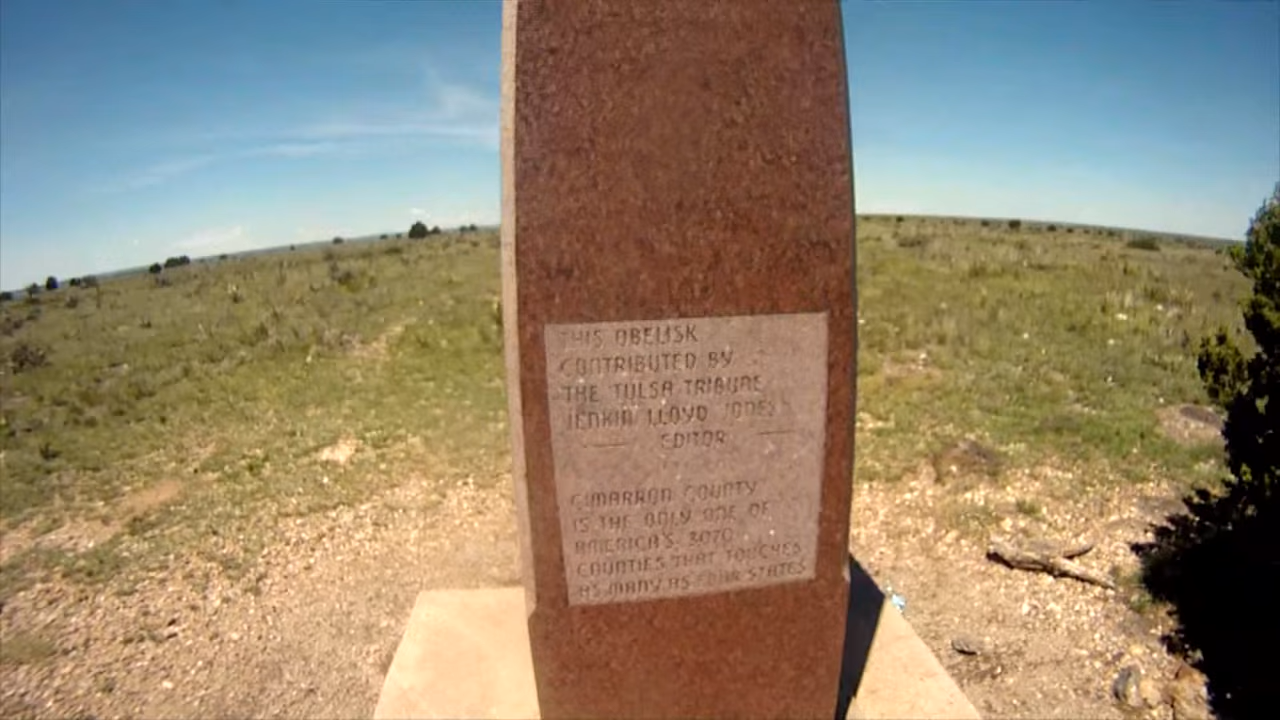 THIS OBELISK
CONTRIBUTED BY
THE TULSA TRIBUNE
JENKIN LLOYD JONES
EDITOR
CIMARRON COUNTY
IS THE ONLY ONE OF
AMERICA'S 3070
COUNTIES THAT TOUCHES
AS MANY AS FOUR STATES